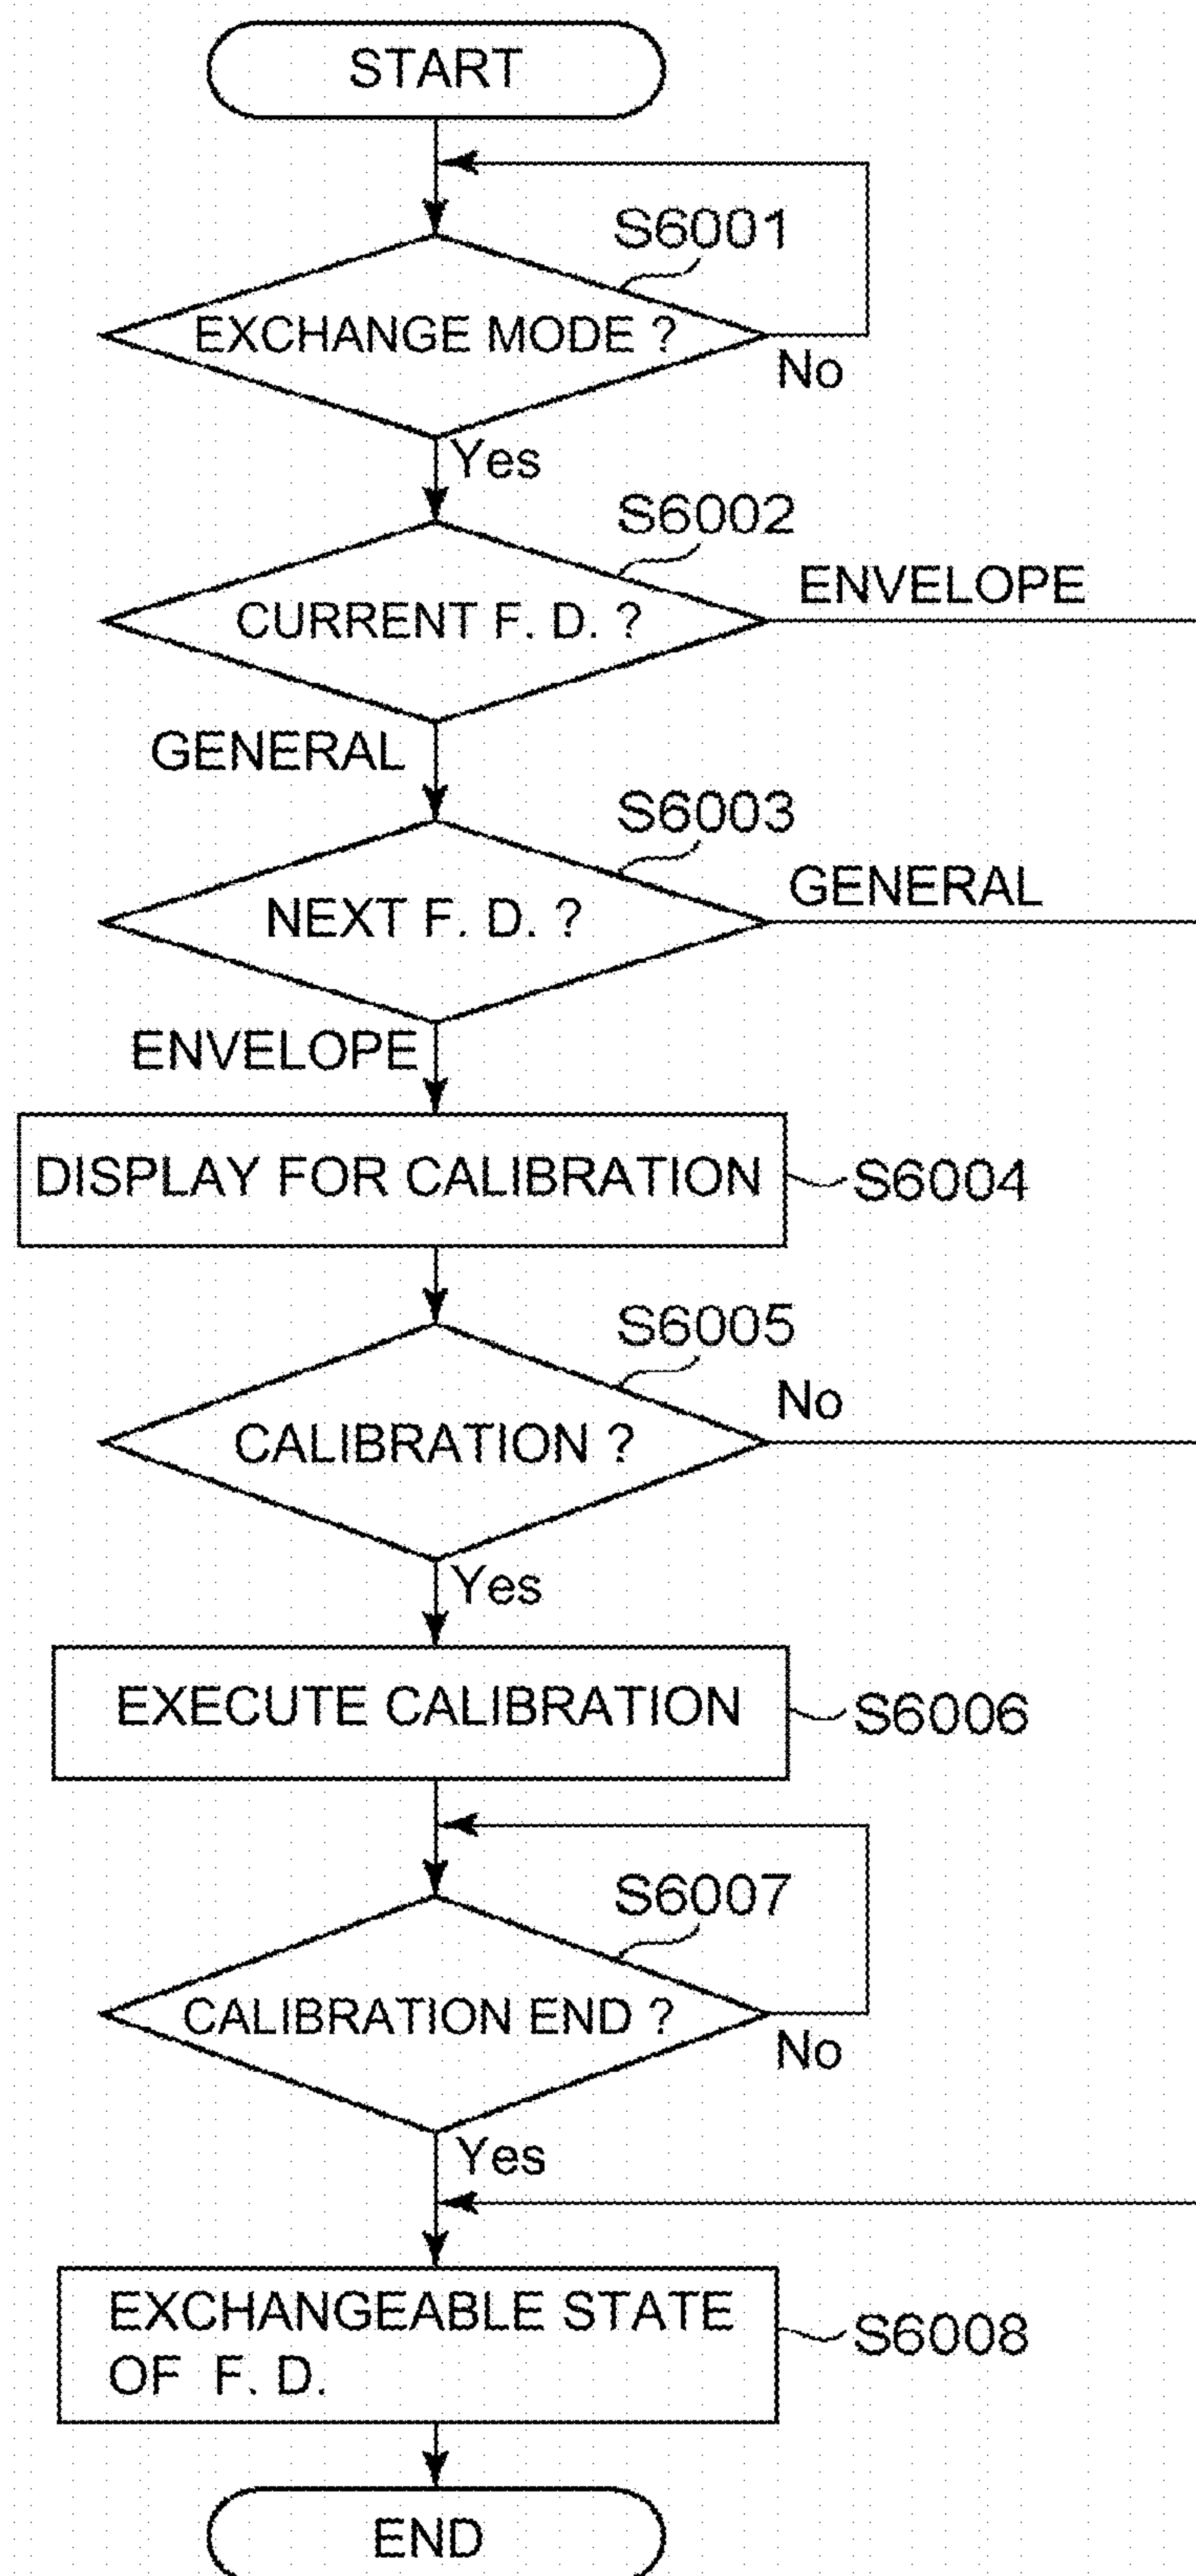 START
S6001
EXCHANGE MODE ?
No
Yes
S6002
ENVELOPE
CURRENT F. D. ?
GENERAL
S6003
GENERAL
NEXT F. D. ?
ENVELOPE
DISPLAY FOR CALIBRATION
S6004
S6005
No
CALIBRATION ?
Yes
EXECUTE CALIBRATION
S6006
S6007
CALIBRATION END ?
No
Yes
EXCHANGEABLE STATE
OF F. D.
S6008
END